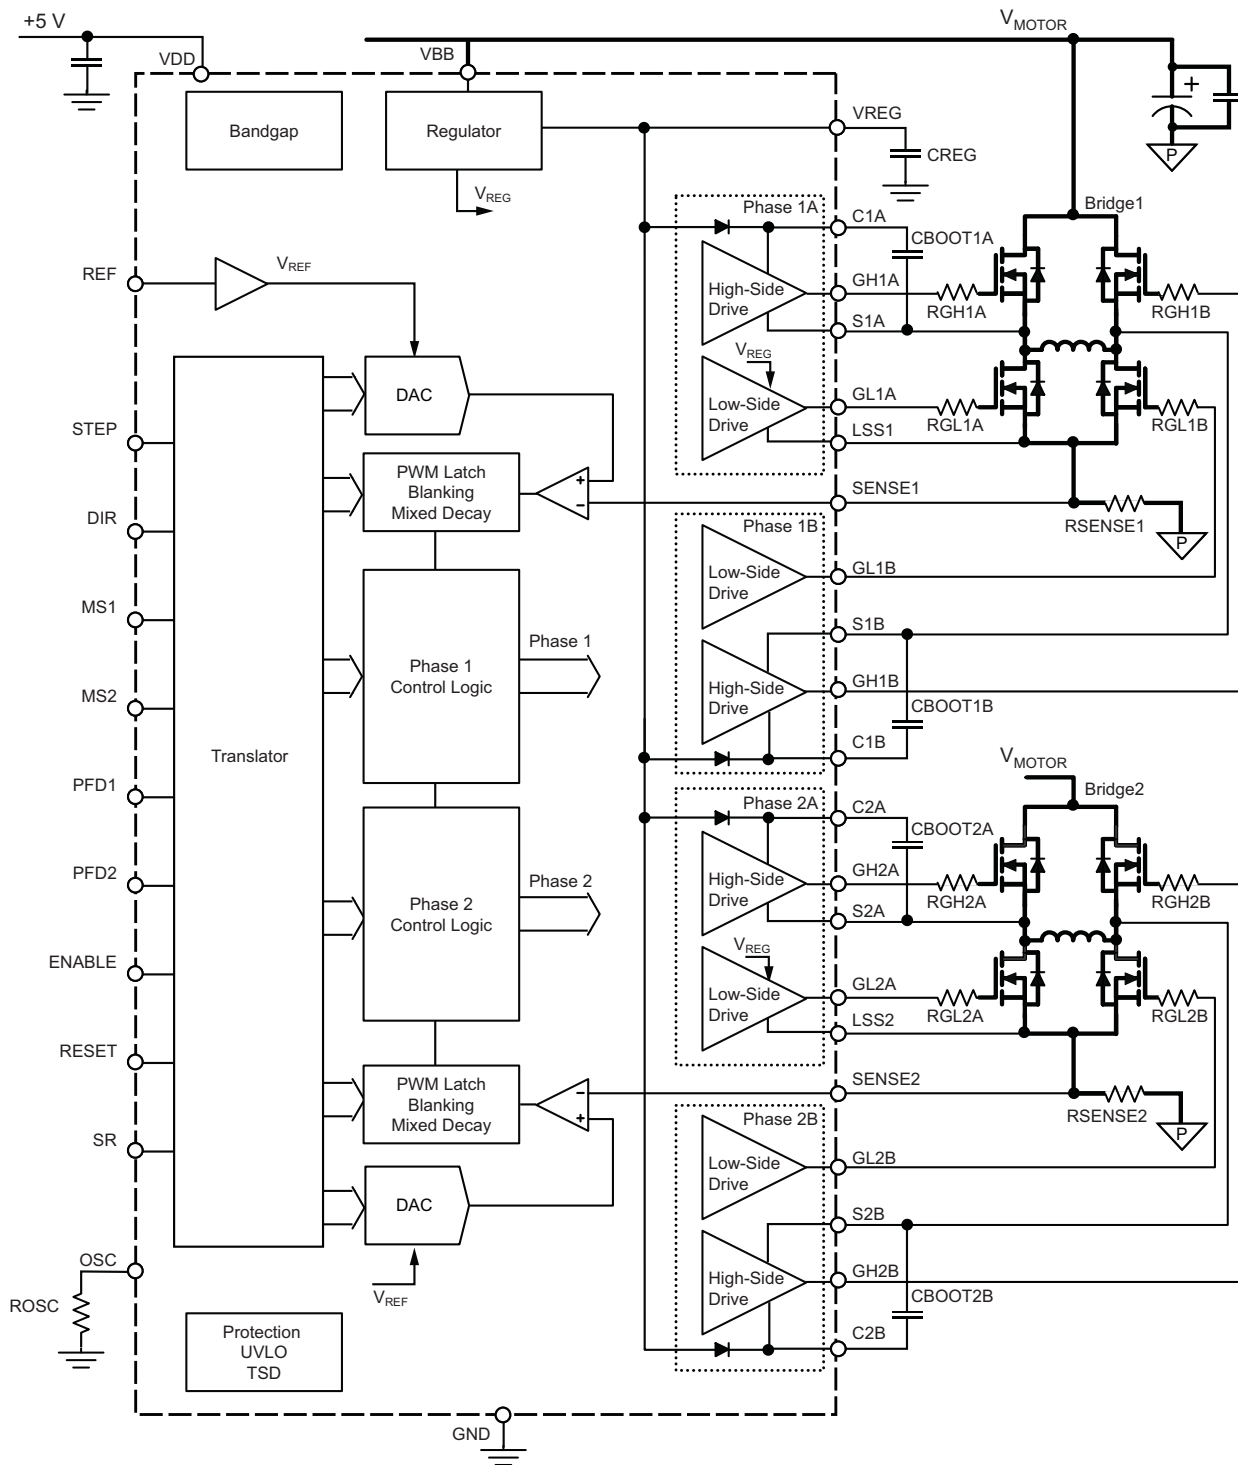 +5 V
VDD
VBB
VMOTOR
+
P
Bandgap
Regulator
VREG
VREG
CREG
REF
VREF
Phase 1A
C1A
CBOOT1A
Bridge1
High-Side
Drive
GH1A
RGH1A
RGH1B
S1A
VREG
Low-Side
Drive
GL1A
RGL1A
RGL1B
LSS1
DAC
STEP
PWM Latch
Blanking
Mixed Decay
+
–
SENSE1
RSENSE1
P
DIR
Phase 1B
Low-Side
Drive
GL1B
MS1
S1B
Phase 1
Control Logic
Phase 1
High-Side
Drive
GH1B
CBOOT1B
MS2
C1B
Translator
VMOTOR
PFD1
Phase 2A
C2A
CBOOT2A
Bridge2
High-Side
Drive
GH2A
RGH2A
RGH2B
PFD2
Phase 2
Control Logic
Phase 2
S2A
VREG
Low-Side
Drive
GL2A
RGL2A
RGL2B
ENABLE
LSS2
RESET
PWM Latch
Blanking
Mixed Decay
–
+
SENSE2
RSENSE2
P
SR
Phase 2B
Low-Side
Drive
GL2B
DAC
S2B
OSC
High-Side
Drive
GH2B
CBOOT2B
VREF
ROSC
C2B
Protection
UVLO
TSD
GND